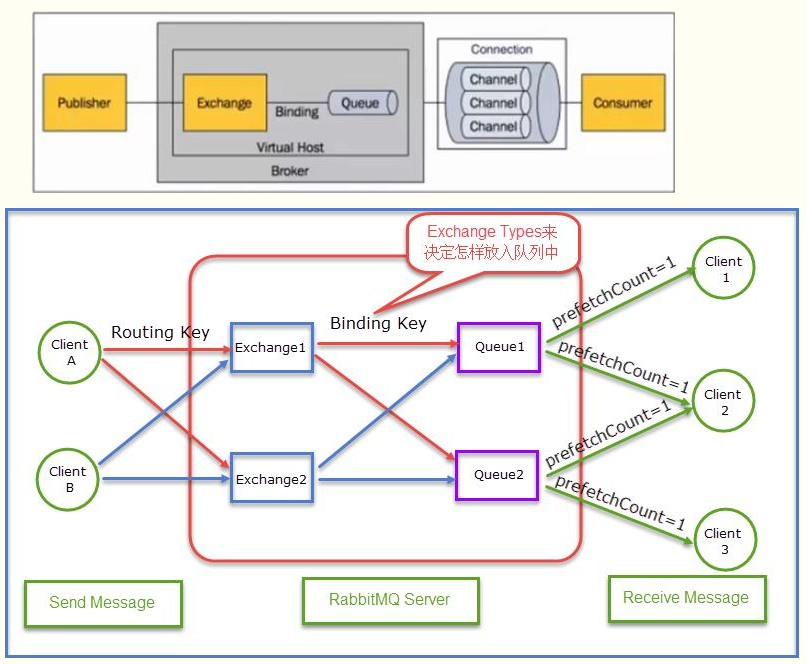 Connection
Publisher
Exchange
Binding
Queue
Channel
Channel
Channel
Consumer
Virtual Host
Broker
Exchange Types来
决定怎样放入队列中
Client
1
prefetchCount=1
Routing Key
Binding Key
Client
A
Exchange1
Queue1
prefetchCount=1
Client
2
prefetchCount=1
Client
B
Exchange2
Queue2
prefetchCount=1
Client
3
Send Message
RabbitMQ Server
Receive Message